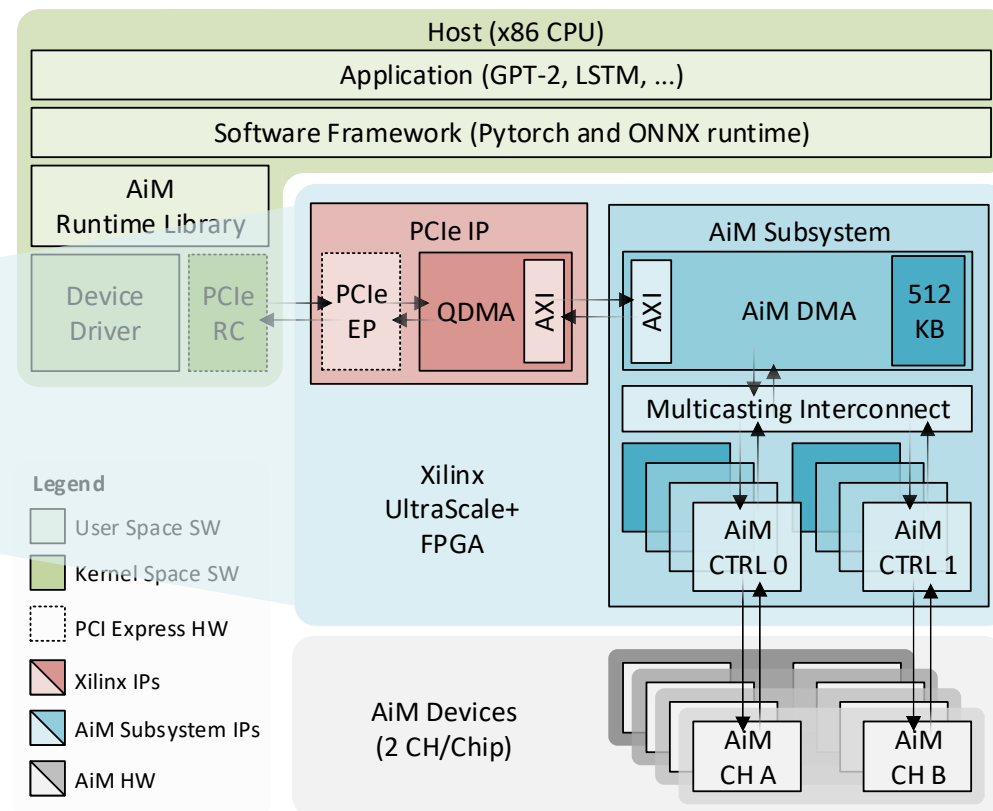 Host (x86 CPU)
Application (GPT-2, LSTM, ...)
Software Framework (Pytorch and ONNX runtime)
AiM
Runtime Library
Device
Driver
PCIe
RC
PCIe IP
PCIe
EP
QDMA
AXI
AiM Subsystem
AXI
AiM DMA
512
KB
Multicasting Interconnect
AiM
CTRL 0
AiM
CTRL 1
Xilinx
UltraScale+
FPGA
Legend
User Space SW
Kernel Space SW
PCI Express HW
Xilinx IPs
AiM Subsystem IPs
AiM HW
AiM Devices
(2 CH/Chip)
AiM
CH A
AiM
CH B